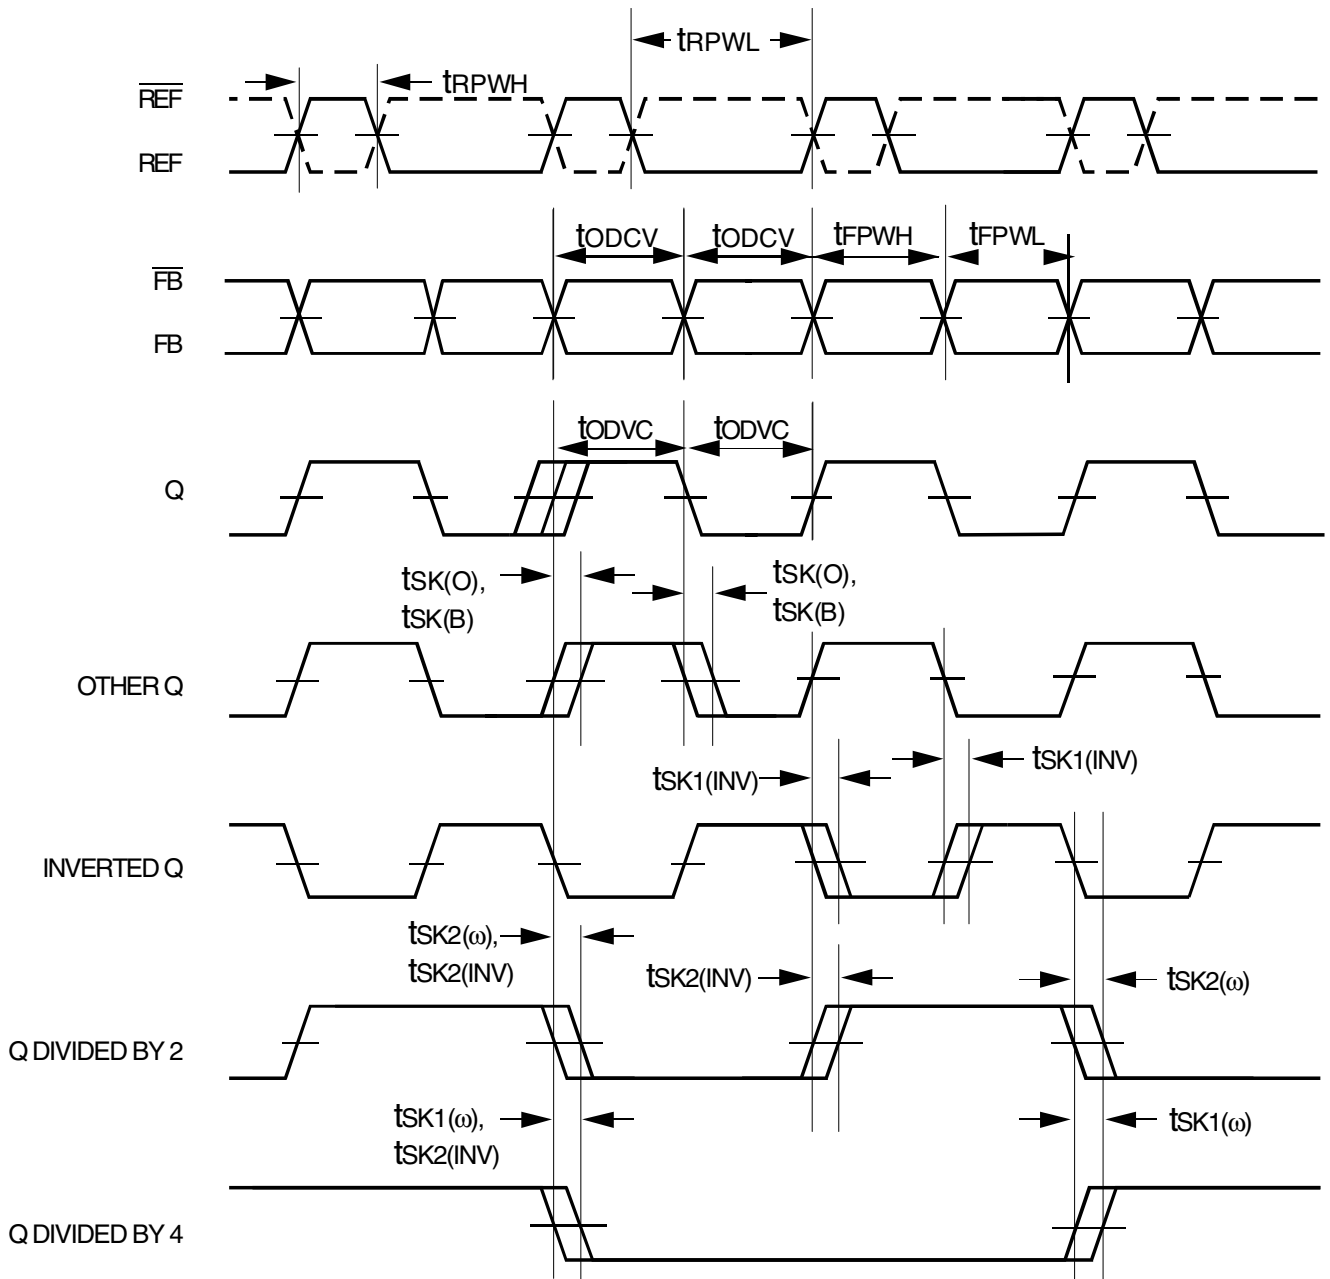 tRPWL
tRPWH
REF
REF
tODCV tODCV tFPWH tFPWL
FB
FB
tODVC tODVC
Q
tSK(O),
tSK(B)
tSK(O),
tSK(B)
OTHER Q
tSK1(INV)
tSK1(INV)
INVERTED Q
tSK2(ω),
tSK2(INV)
tSK2(INV)
tSK2(ω)
Q DIVIDED BY 2
tSK1(ω),
tSK2(INV)
tSK1(ω)
Q DIVIDED BY 4